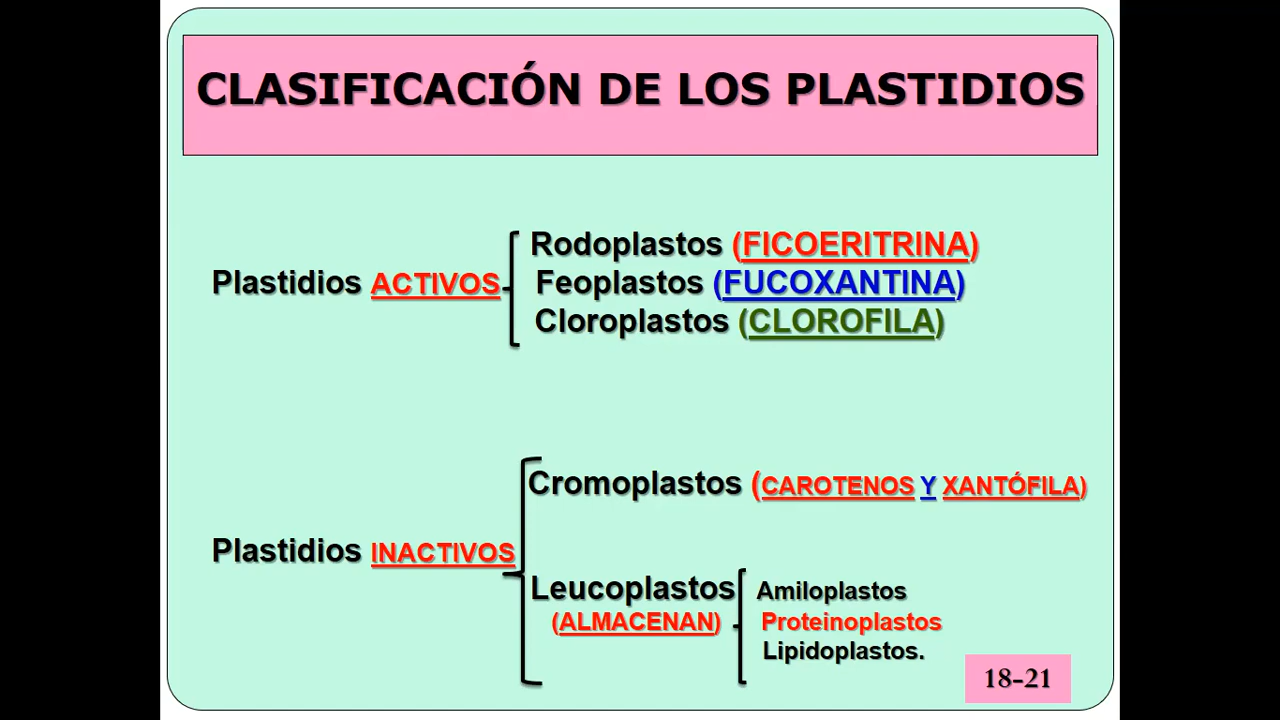 CLASIFICACIÓN DE LOS PLASTIDIOS
Rodoplastos (FICOERITRINA)
Plastidios ACTIVOS Feoplastos (FUCOXANTINA)
Cloroplastos (CLOROFILA)
Cromoplastos (CAROTENOS Y XANTÓFILA)
Plastidios INACTIVOS
Leucoplastos Amiloplastos
(ALMACENAN) Proteinoplastos
Lipidoplastos.
18-21